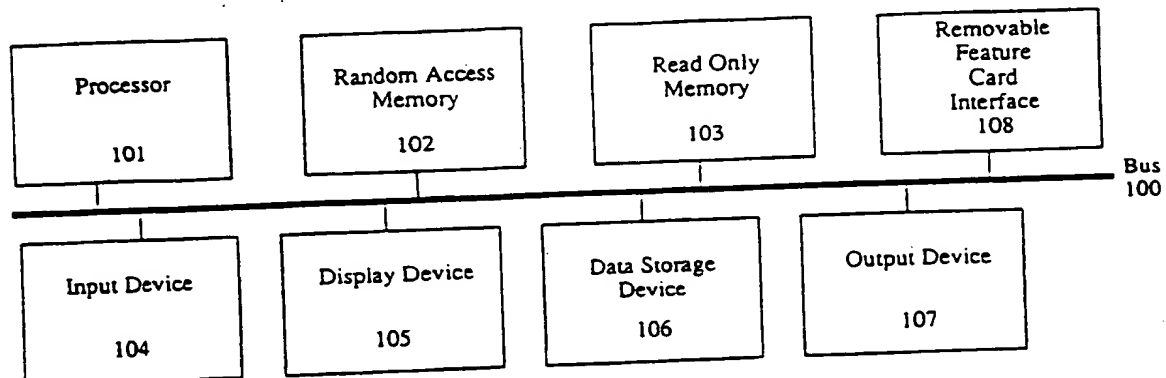 Processor
101
Random Access
Memory
102
Read Only
Memory
103
Removable
Feature
Card
Interface
108
Bus
100
Input Device
104
Display Device
105
Data Storage
Device
106
Output Device
107